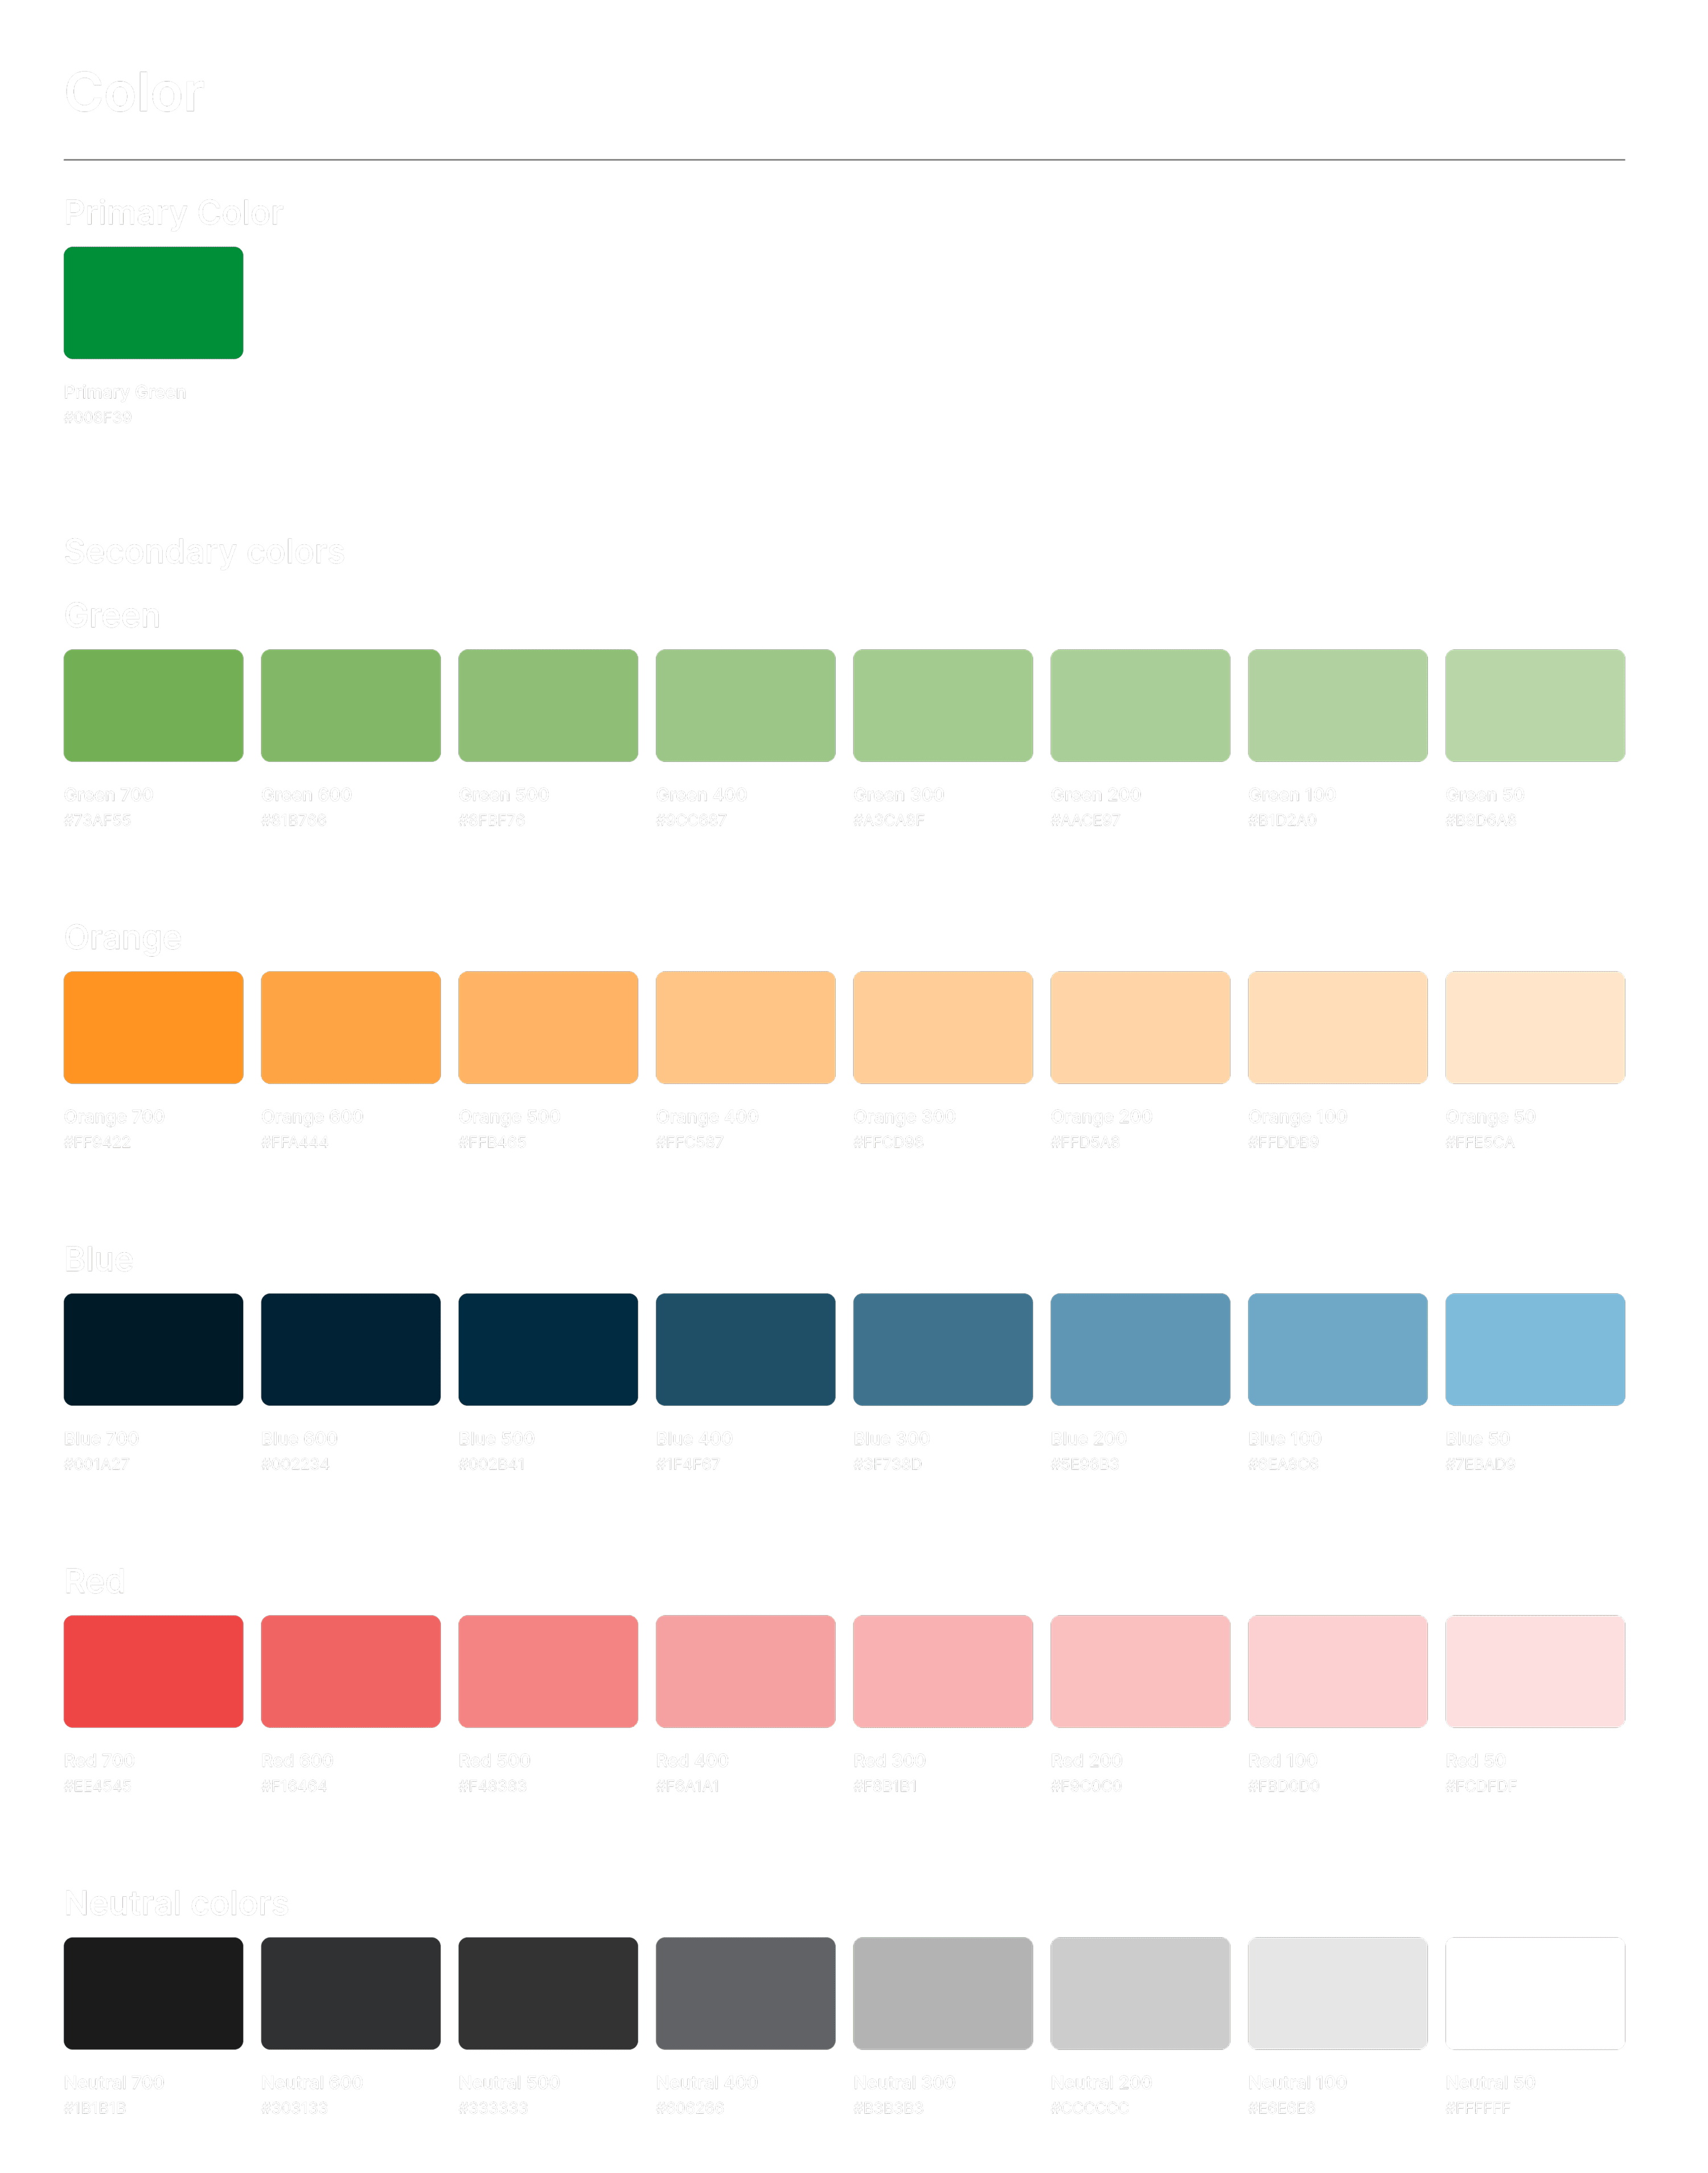 Color
Primary Color
Primary Green
#008F39
Secondary colors
Green
Green 700
#73AF55
Green 600
#81B766
Green 500
#8FBF76
Green 400
#9CC687
Green 300
#A3CA8F
Green 200
#AACE97
Green 100
#B1D2A0
Green 50
#B9D6A8
Orange
Orange 700
#FF9422
Orange 600
#FFA444
Orange 500
#FFB465
Orange 400
#FFC587
Orange 300
#FFCD98
Orange 200
#FFD5A8
Orange 100
#FFDDB9
Orange 50
#FFE5CA
Blue
Blue 700
#001A27
Blue 600
#002234
Blue 500
#002B41
Blue 400
#1F4F67
Blue 300
#3F738D
Blue 200
#5E96B3
Blue 100
#6EA8C6
Blue 50
#7EBAD9
Red
Red 700
#EE4545
Red 600
#F16464
Red 500
#F48383
Red 400
#F6A1A1
Red 300
#F8B1B1
Red 200
#F9C0C0
Red 100
#FBD0D0
Red 50
#FCDFDF
Neutral colors
Neutral 700
#1B1B1B
Neutral 600
#303133
Neutral 500
#333333
Neutral 400
#606266
Neutral 300
#B3B3B3
Neutral 200
#CCCCCC
Neutral 100
#E6E6E6
Neutral 50
#FFFFFF